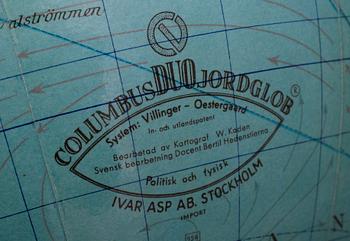 alströmmen
COLUMBUS DUO JORDGLOB
System: Villinger - Oestergaard
In- och utlandspatent
Bearbetad av Kartograf W. Kaden
Svensk bearbetning Docent Bertil Hedenstierna
Politisk och fysisk
IVAR ASP AB. STOCKHOLM
IMPORT
A N